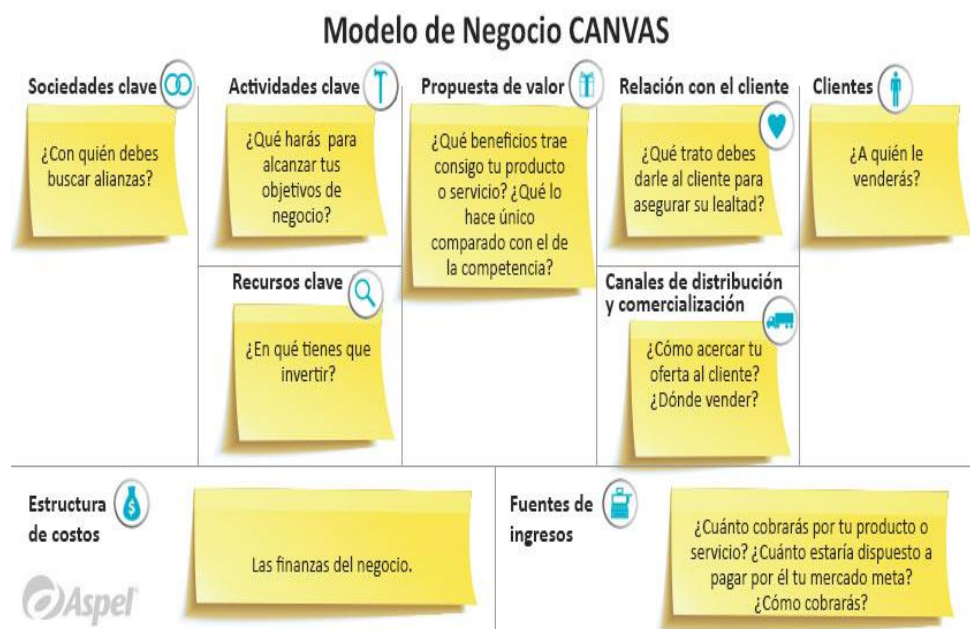 Modelo de Negocio CANVAS
Sociedades clave
¿Con quién debes
buscar alianzas?
Actividades clave
¿Qué harás para
alcanzar tus
objetivos de
negocio?
Recursos clave
¿En qué tienes que
invertir?
Propuesta de valor
¿Qué beneficios trae
consigo tu producto
o servicio? ¿Qué lo
hace único
comparado con el de
la competencia?
Relación con el cliente
¿Qué trato debes
darle al cliente para
asegurar su lealtad?
Canales de distribución
y comercialización
¿Cómo acercar tu
oferta al cliente?
¿Dónde vender?
Clientes
¿A quién le
venderás?
Estructura
de costos
$
Las finanzas del negocio.
Fuentes de
ingresos
¿Cuánto cobrarás por tu producto o
servicio? ¿Cuánto estaría dispuesto a
pagar por él tu mercado meta?
¿Cómo cobrarás?
Aspel